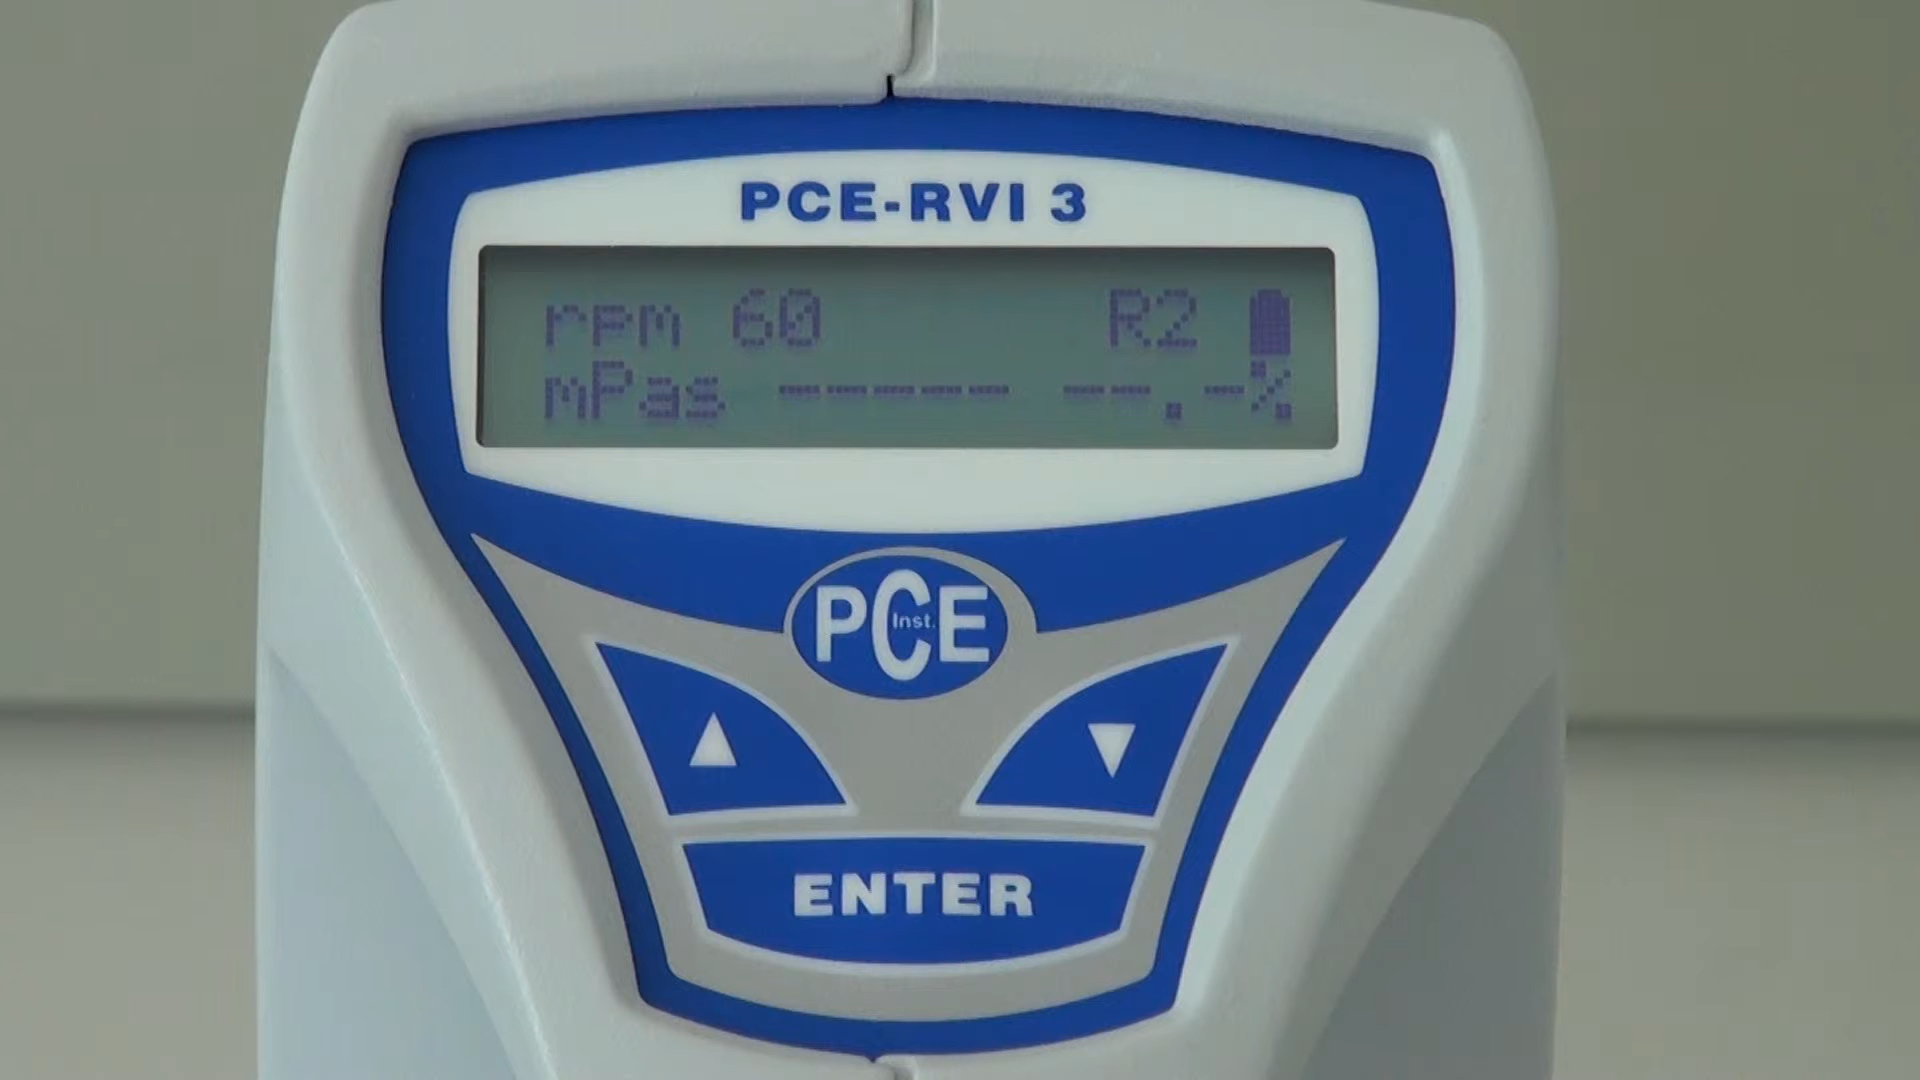 PCE-RVI 3
rpm 60 R2
mPas ----- --.-%
PCE
Inst.
ENTER